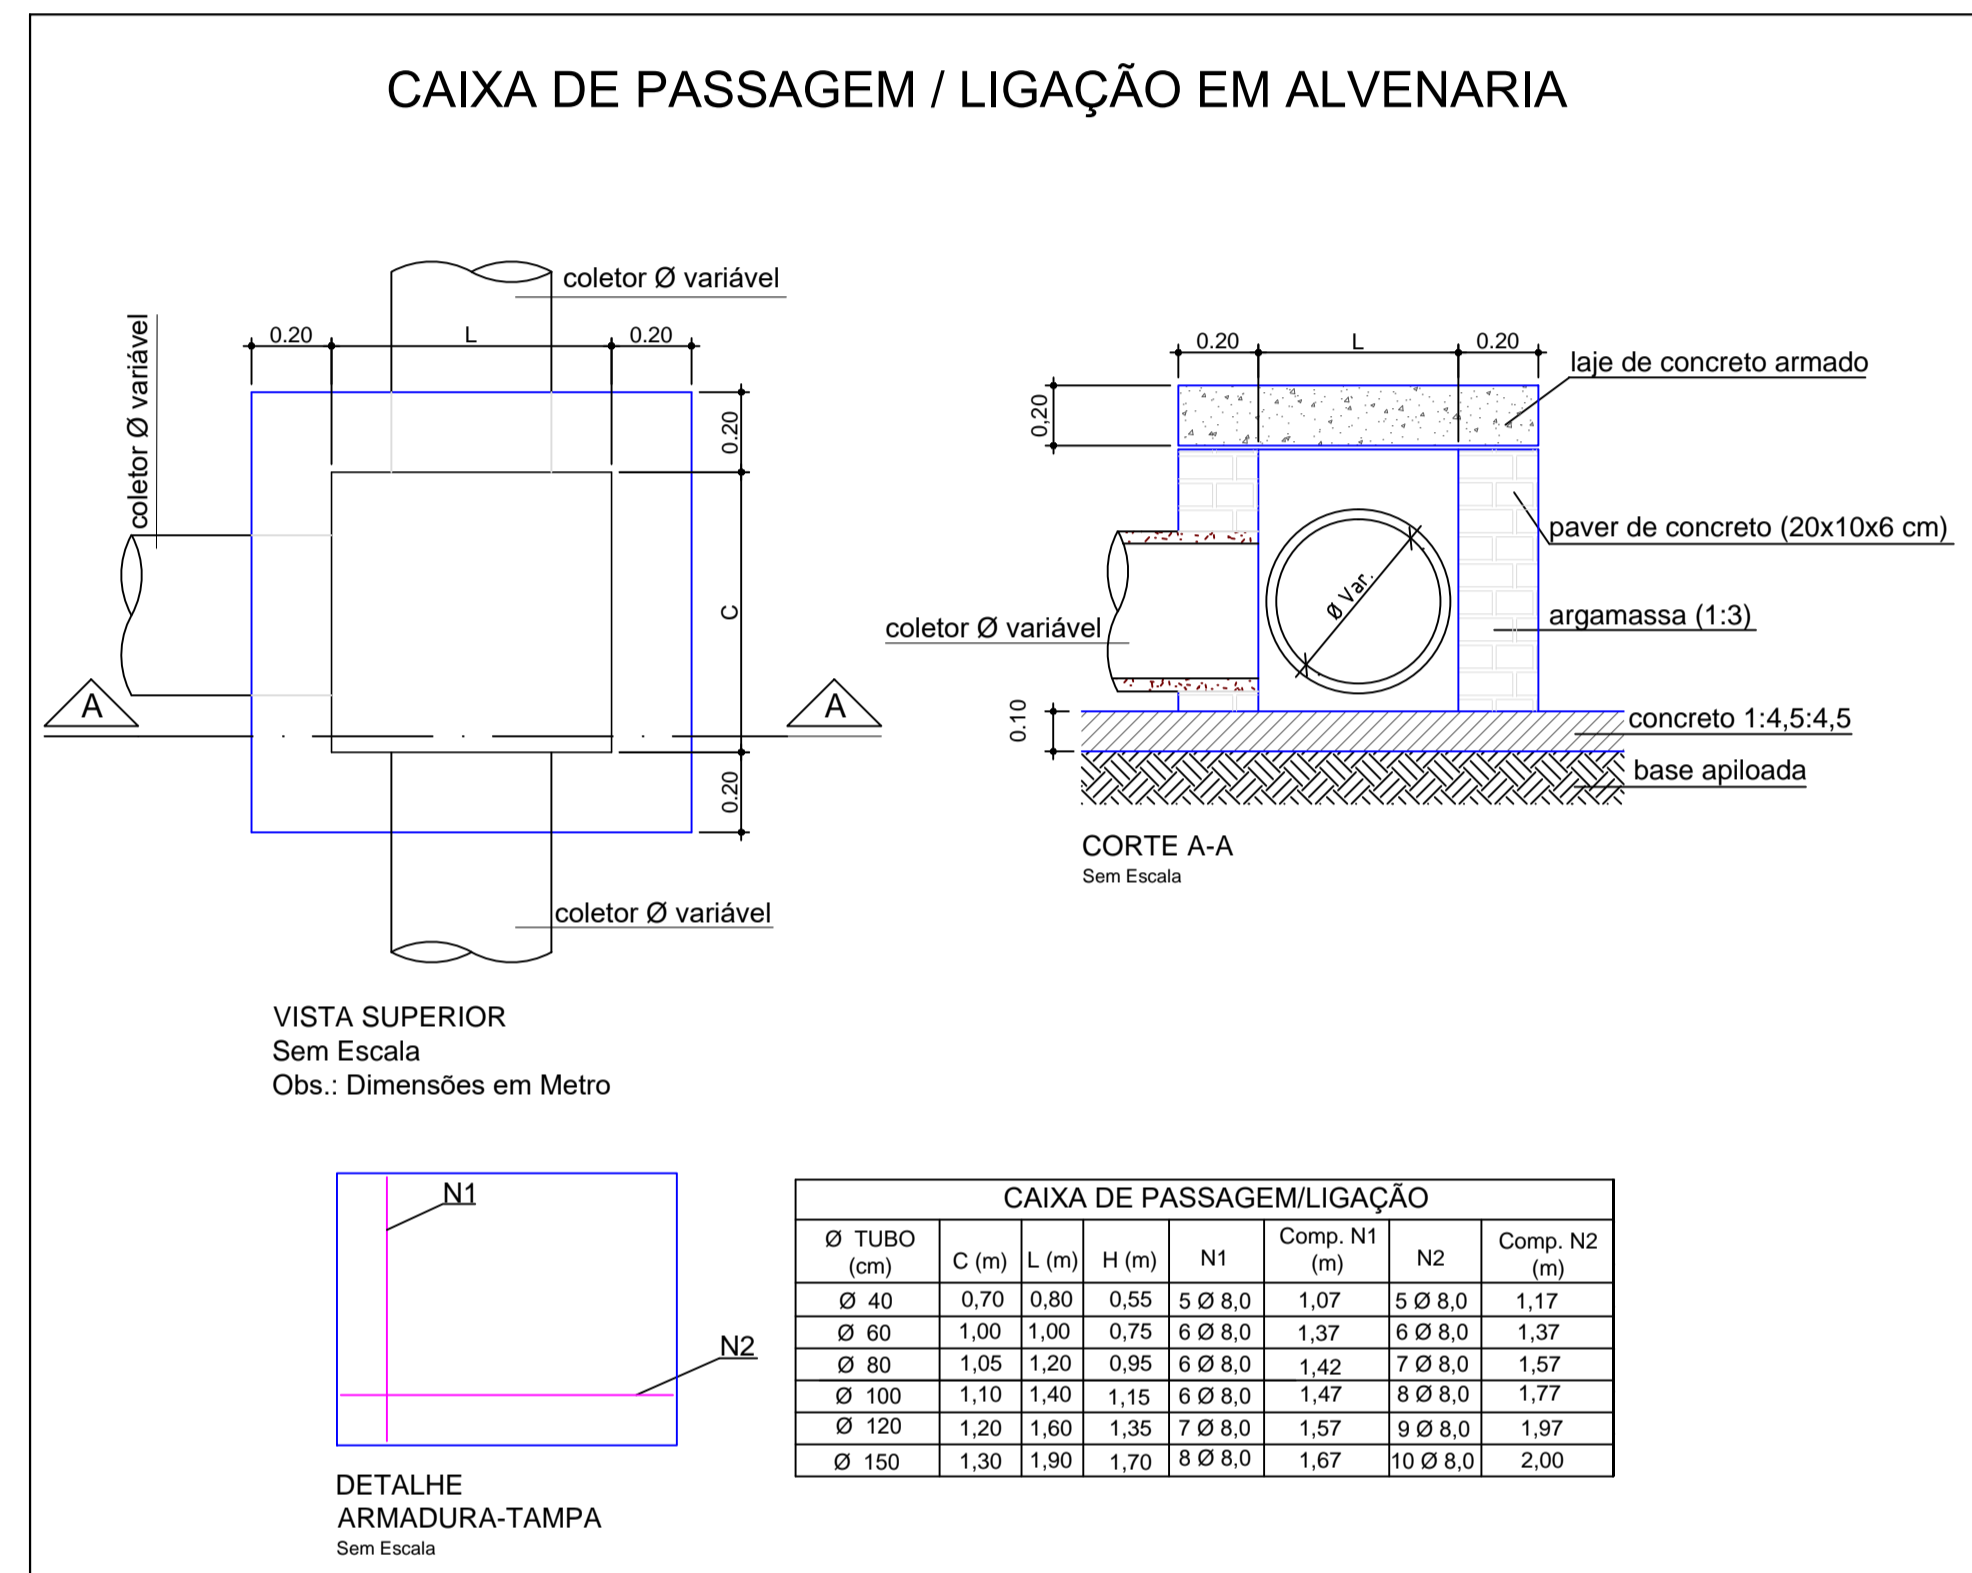 CAIXA DE PASSAGEM / LIGAÇÃO EM ALVENARIA
coletor Ø variável
coletor Ø variável
0.20
L
0.20
0.20
C
0.20
A
A
coletor Ø variável
VISTA SUPERIOR
Sem Escala
Obs.: Dimensões em Metro
0.20
L
0.20
0,20
laje de concreto armado
paver de concreto (20x10x6 cm)
Ø Var.
argamassa (1:3)
coletor Ø variável
0.10
concreto 1:4,5:4,5
base apiloada
CORTE A-A
Sem Escala
N1
N2
DETALHE
ARMADURA-TAMPA
Sem Escala
CAIXA DE PASSAGEM/LIGAÇÃO
Ø TUBO (cm) C (m) L (m) H (m) N1 Comp. N1 (m) N2 Comp. N2 (m)
Ø 40 0,70 0,80 0,55 5 Ø 8,0 1,07 5 Ø 8,0 1,17
Ø 60 1,00 1,00 0,75 6 Ø 8,0 1,37 6 Ø 8,0 1,37
Ø 80 1,05 1,20 0,95 6 Ø 8,0 1,42 7 Ø 8,0 1,57
Ø 100 1,10 1,40 1,15 6 Ø 8,0 1,47 8 Ø 8,0 1,77
Ø 120 1,20 1,60 1,35 7 Ø 8,0 1,57 9 Ø 8,0 1,97
Ø 150 1,30 1,90 1,70 8 Ø 8,0 1,67 10 Ø 8,0 2,00